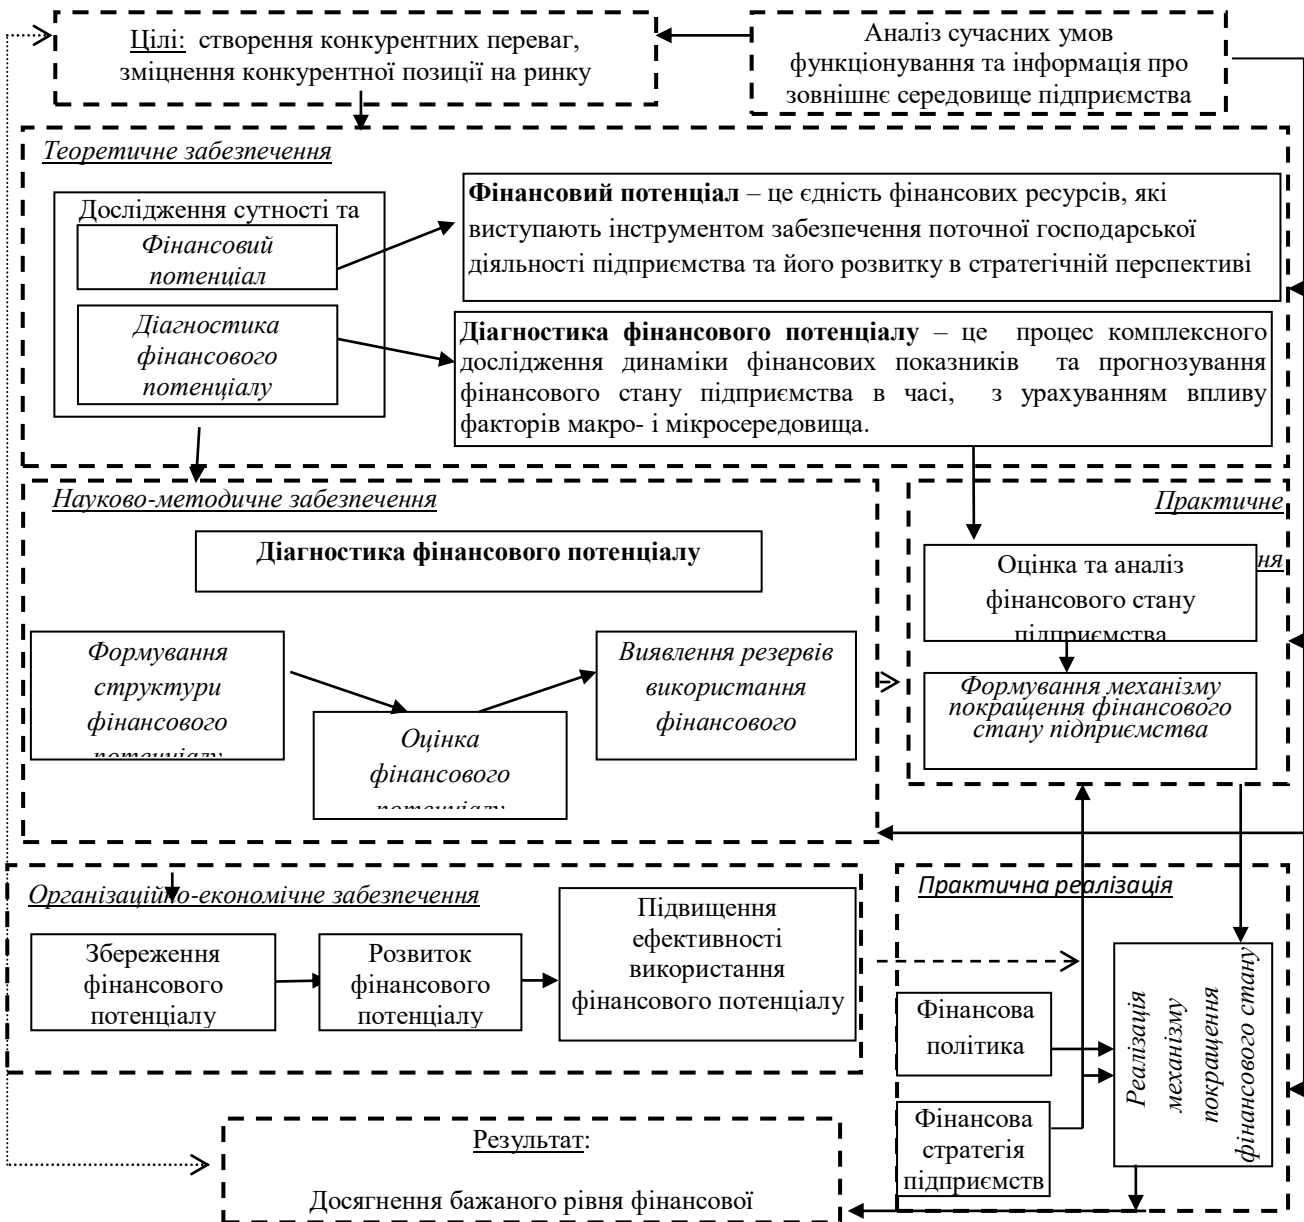 Цілі: створення конкурентних переваг,
зміцнення конкурентної позиції на ринку
Аналіз сучасних умов
функціонування та інформація про
зовнішнє середовище підприємства
Теоретичне забезпечення
Дослідження сутності та
Фінансовий
потенціал
Діагностика
фінансового
потенціалу
Фінансовий потенціал – це єдність фінансових ресурсів, які
виступають інструментом забезпечення поточної господарської
діяльності підприємства та його розвитку в стратегічній перспективі
Діагностика фінансового потенціалу – це процес комплексного
дослідження динаміки фінансових показників та прогнозування
фінансового стану підприємства в часі, з урахуванням впливу
факторів макро- і мікросередовища.
Науково-методичне забезпечення
Діагностика фінансового потенціалу
Формування
структури
фінансового
потенціалу
Оцінка
фінансового
потенціалу
Виявлення резервів
використання
фінансового
Практичне
ня
Оцінка та аналіз
фінансового стану
підприємства
Формування механізму
покращення фінансового
стану підприємства
Організаційно-економічне забезпечення
Збереження
фінансового
потенціалу
Розвиток
фінансового
потенціалу
Підвищення
ефективності
використання
фінансового потенціалу
Практична реалізація
Фінансова
політика
Фінансова
стратегія
підприємств
Реалізація
механізму
покращення
фінансового стану
Результат:
Досягнення бажаного рівня фінансової